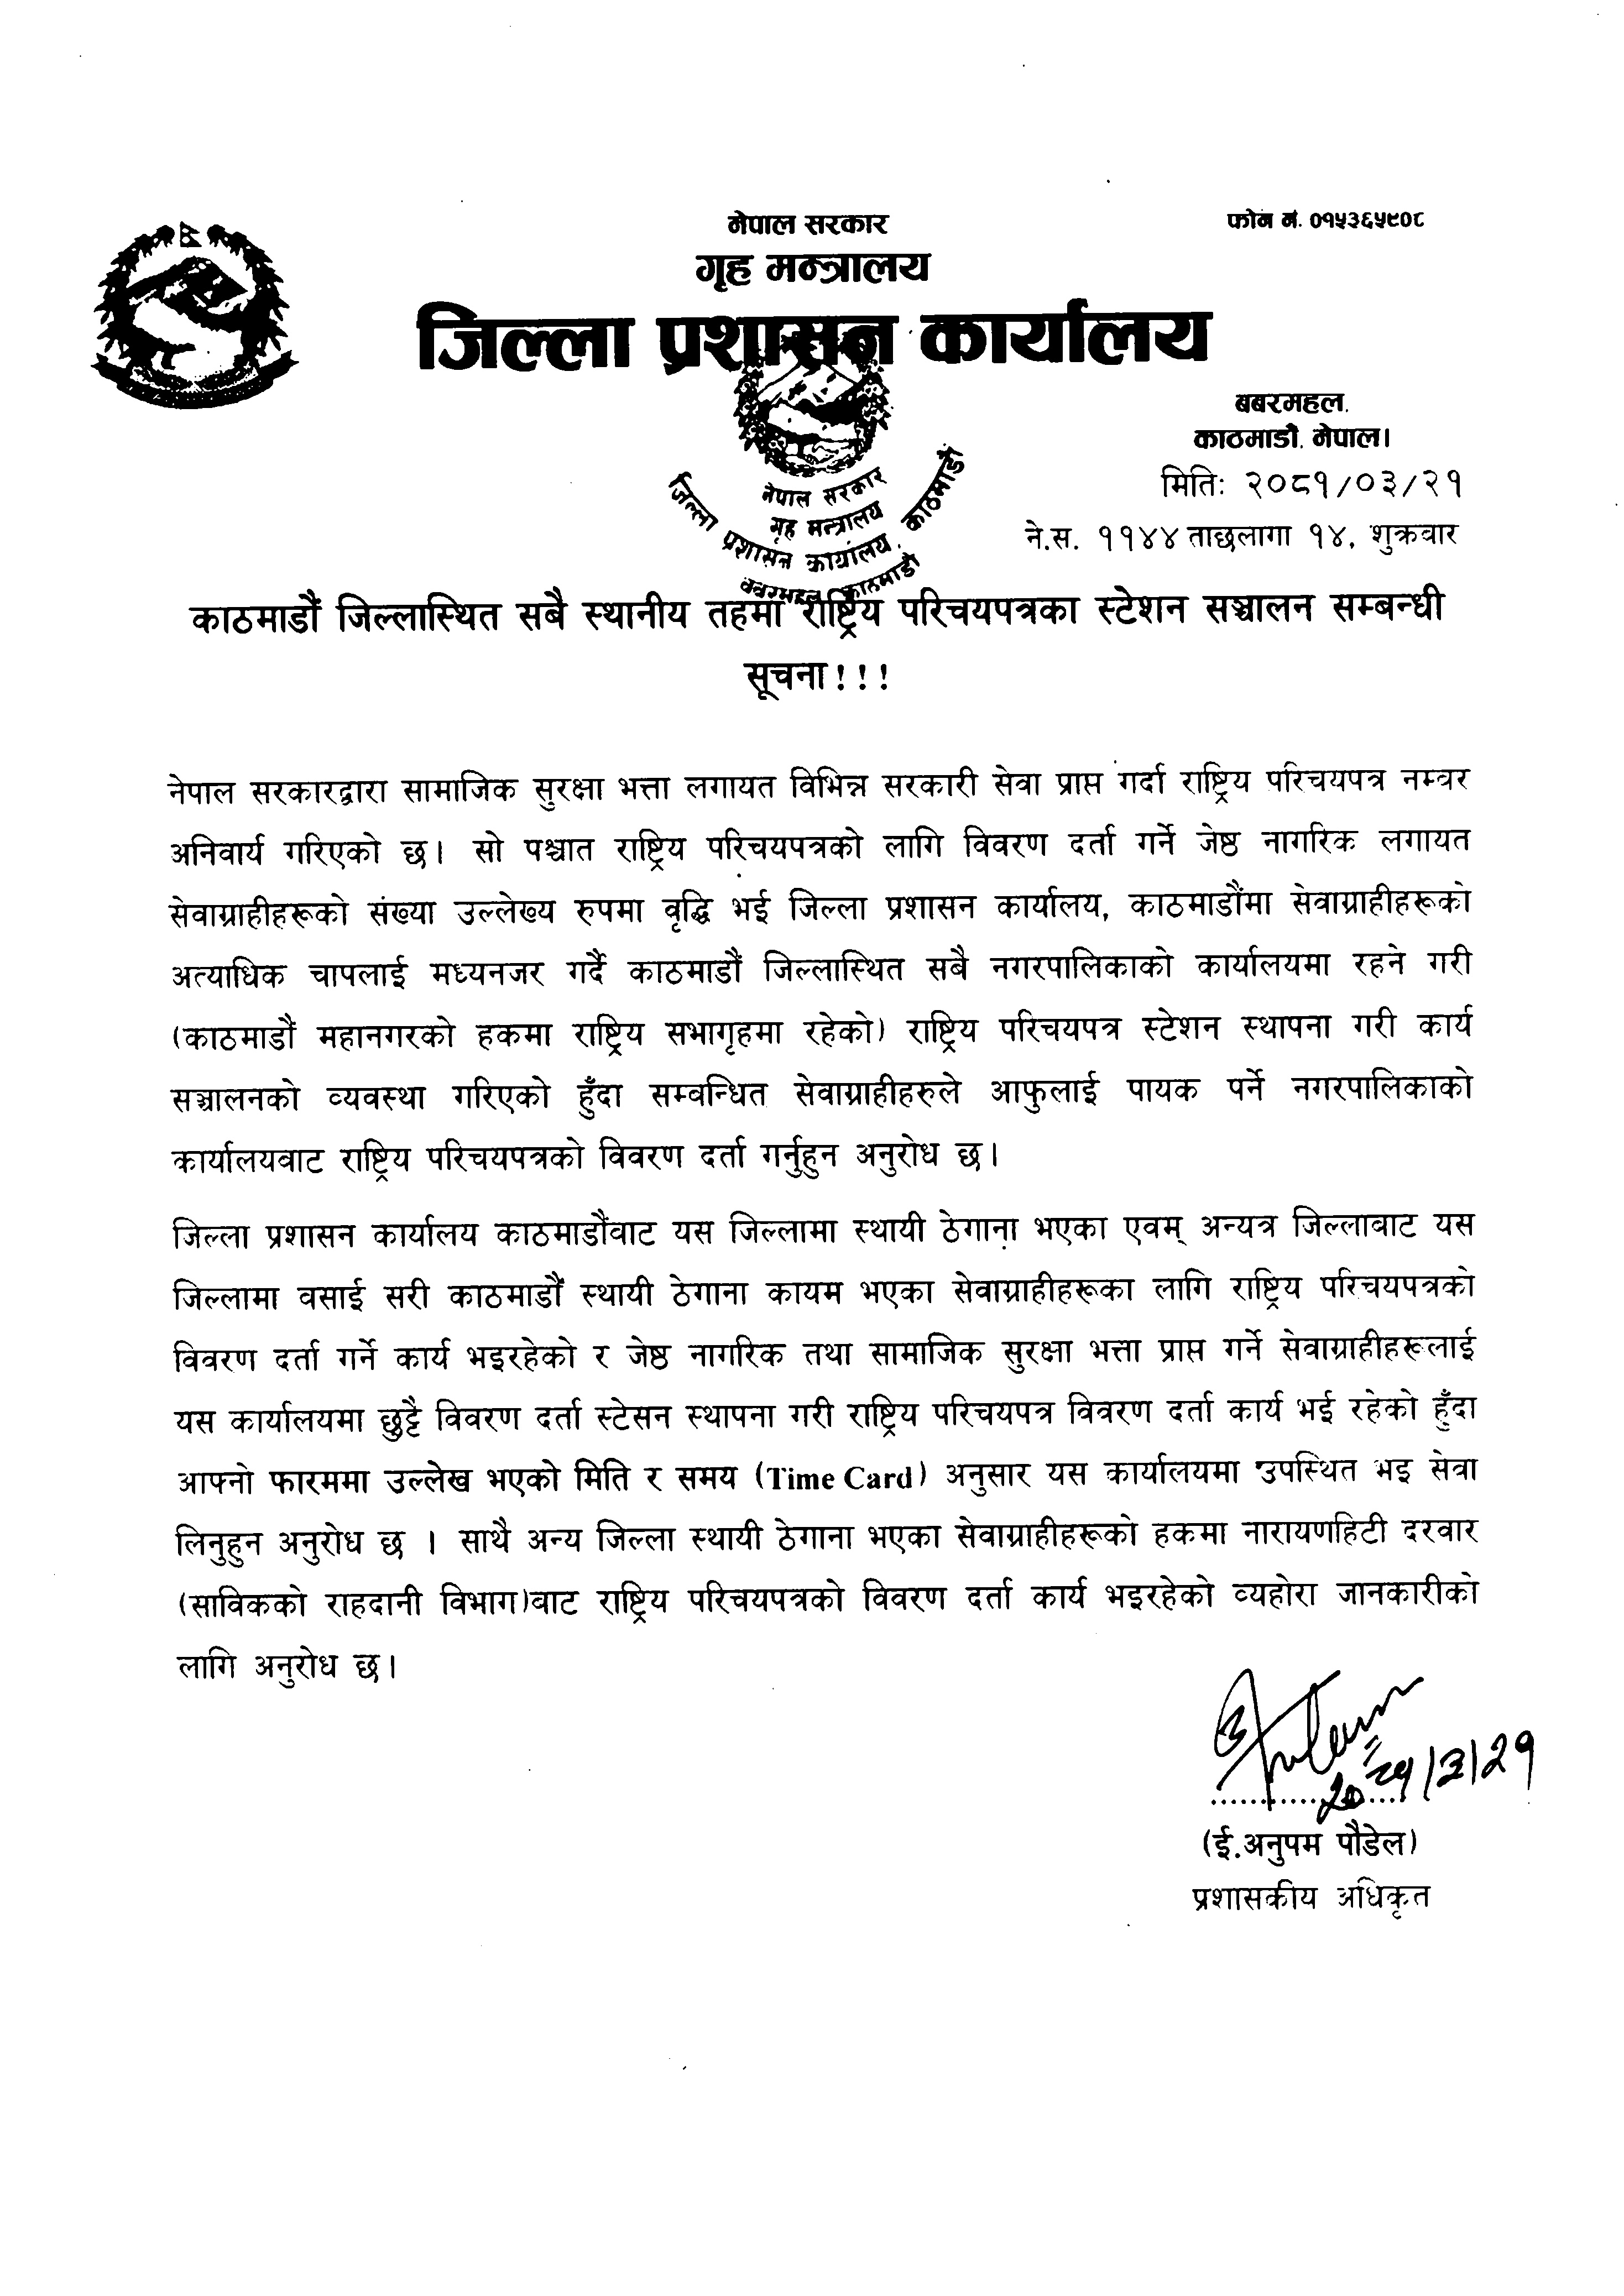 नेपाल सरकार
फोन नं. ०१५३६५९०८
गृह मन्त्रालय
जिल्ला प्रशासन कार्यालय
बबरमहल,
काठमाडौं, नेपाल।
नेपाल सरकार
गृह मन्त्रालय
जिल्ला प्रशासन कार्यालय, काठमाडौं
बबरमहल, काठमाडौं
मितिः २०८१/०३/२१
ने.स. ११४४ ताछलागा १४, शुक्रबार
काठमाडौं जिल्लास्थित सबै स्थानीय तहमा राष्ट्रिय परिचयपत्रका स्टेशन सञ्चालन सम्बन्धी
सूचना!!!
नेपाल सरकारद्वारा सामाजिक सुरक्षा भत्ता लगायत विभिन्न सरकारी सेवा प्राप्त गर्दा राष्ट्रिय परिचयपत्र नम्वर
अनिवार्य गरिएको छ। सो पश्चात राष्ट्रिय परिचयपत्रको लागि विवरण दर्ता गर्ने जेष्ठ नागरिक लगायत
सेवाग्राहीहरूको संख्या उल्लेख्य रुपमा वृद्धि भई जिल्ला प्रशासन कार्यालय, काठमाडौंमा सेवाग्राहीहरूको
अत्याधिक चापलाई मध्यनजर गर्दै काठमाडौं जिल्लास्थित सबै नगरपालिकाको कार्यालयमा रहने गरी
(काठमाडौं महानगरको हकमा राष्ट्रिय सभागृहमा रहेको) राष्ट्रिय परिचयपत्र स्टेशन स्थापना गरी कार्य
सञ्चालनको व्यवस्था गरिएको हुँदा सम्वन्धित सेवाग्राहीहरुले आफुलाई पायक पर्ने नगरपालिकाको
कार्यालयवाट राष्ट्रिय परिचयपत्रको विवरण दर्ता गर्नुहुन अनुरोध छ।
जिल्ला प्रशासन कार्यालय काठमाडौंवाट यस जिल्लामा स्थायी ठेगाना भएका एवम् अन्यत्र जिल्लाबाट यस
जिल्लामा वसाई सरी काठमाडौं स्थायी ठेगाना कायम भएका सेवाग्राहीहरूका लागि राष्ट्रिय परिचयपत्रको
विवरण दर्ता गर्ने कार्य भइरहेको र जेष्ठ नागरिक तथा सामाजिक सुरक्षा भत्ता प्राप्त गर्ने सेवाग्राहीहरूलाई
यस कार्यालयमा छुट्टै विवरण दर्ता स्टेसन स्थापना गरी राष्ट्रिय परिचयपत्र विवरण दर्ता कार्य भई रहेको हुँदा
आफ्नो फारममा उल्लेख भएको मिति र समय (Time Card) अनुसार यस कार्यालयमा उपस्थित भइ सेवा
लिनुहुन अनुरोध छ । साथै अन्य जिल्ला स्थायी ठेगाना भएका सेवाग्राहीहरूको हकमा नारायणहिटी दरवार
(साविकको राहदानी विभाग)बाट राष्ट्रिय परिचयपत्रको विवरण दर्ता कार्य भइरहेको व्यहोरा जानकारीको
लागि अनुरोध छ।
२०८१/३/२१
(ई.अनुपम पौडेल)
प्रशासकीय अधिकृत